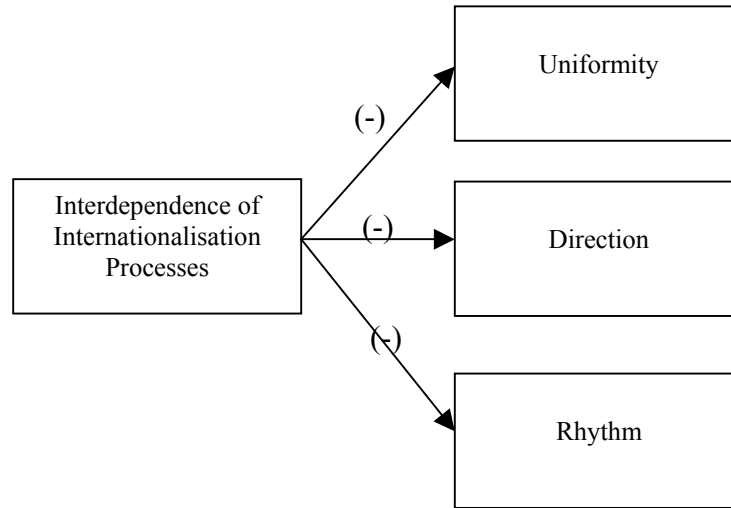 Uniformity
(-)
Interdependence of
Internationalisation
Processes
(-)
Direction
(-)
Rhythm